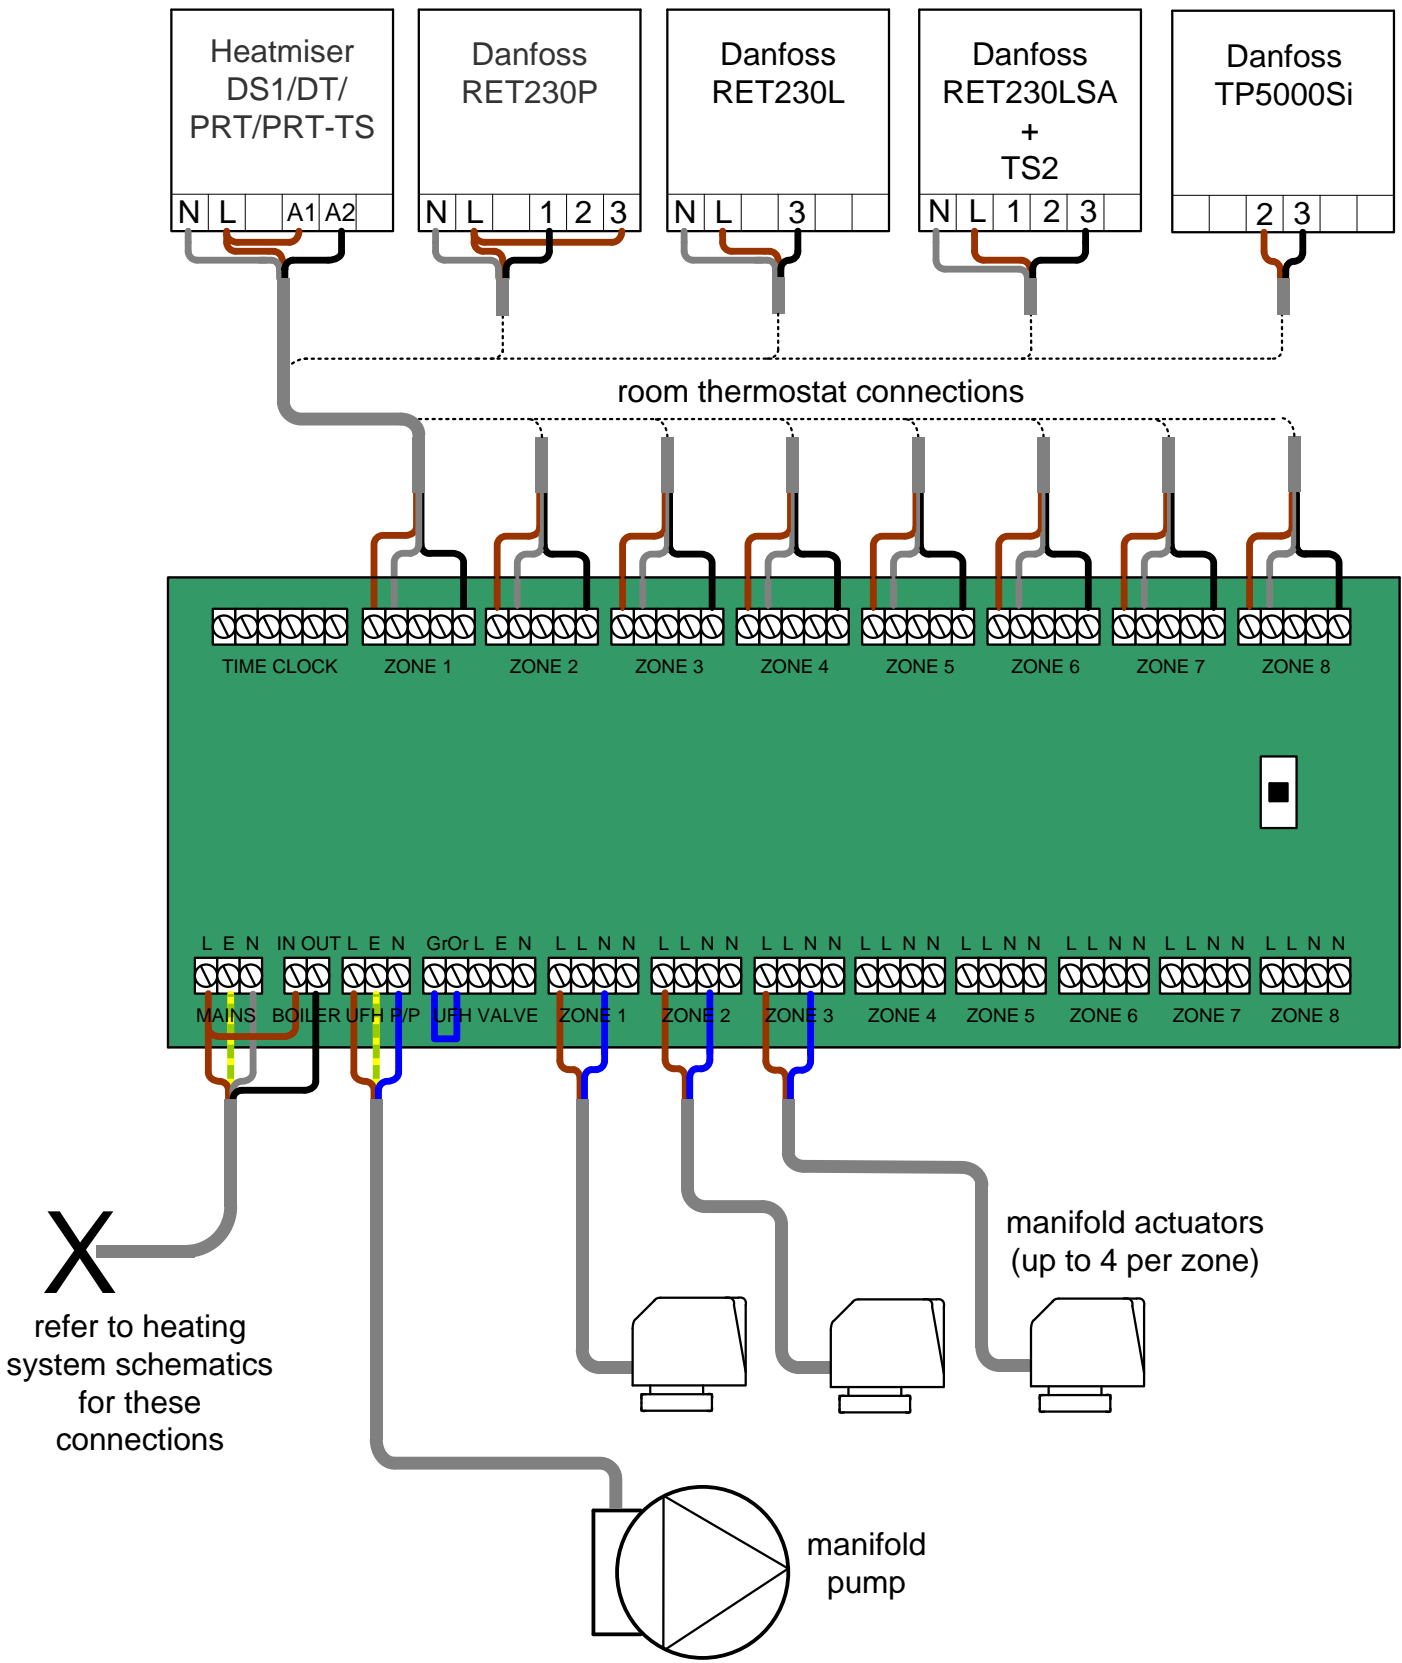 Heatmiser
DS1/DT/
PRT/PRT-TS
N L A1 A2
Danfoss
RET230P
N L 1 2 3
Danfoss
RET230L
N L 3
Danfoss
RET230LSA
+
TS2
N L 1 2 3
Danfoss
TP5000Si
2 3
room thermostat connections
TIME CLOCK
ZONE 1
ZONE 2
ZONE 3
ZONE 4
ZONE 5
ZONE 6
ZONE 7
ZONE 8
L E N
IN OUT
L E N
GrOr L E N
L L N N
L L N N
L L N N
L L N N
L L N N
L L N N
L L N N
L L N N
MAINS
BOILER
UFH P/P
UFH VALVE
ZONE 1
ZONE 2
ZONE 3
ZONE 4
ZONE 5
ZONE 6
ZONE 7
ZONE 8
X
refer to heating
system schematics
for these
connections
manifold actuators
(up to 4 per zone)
manifold
pump